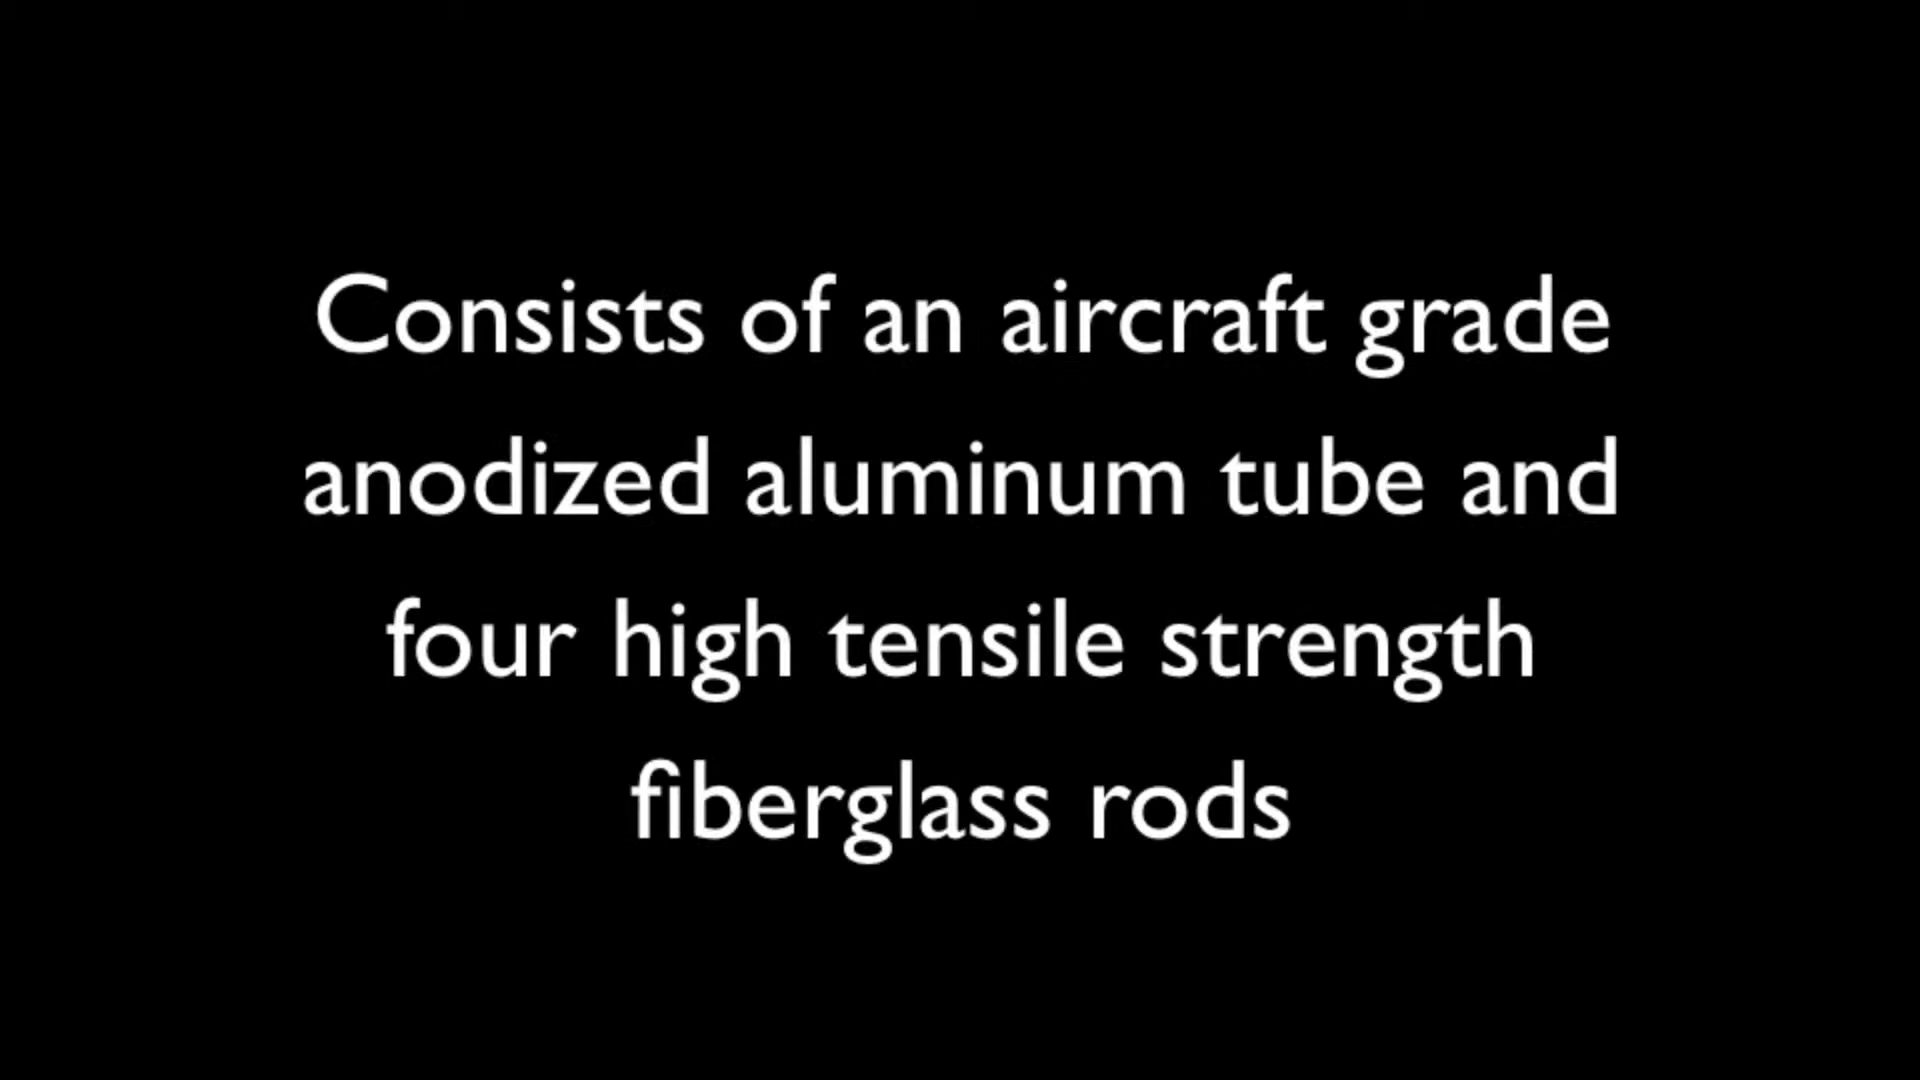 Consists of an aircraft grade
anodized aluminum tube and
four high tensile strength
fiberglass rods